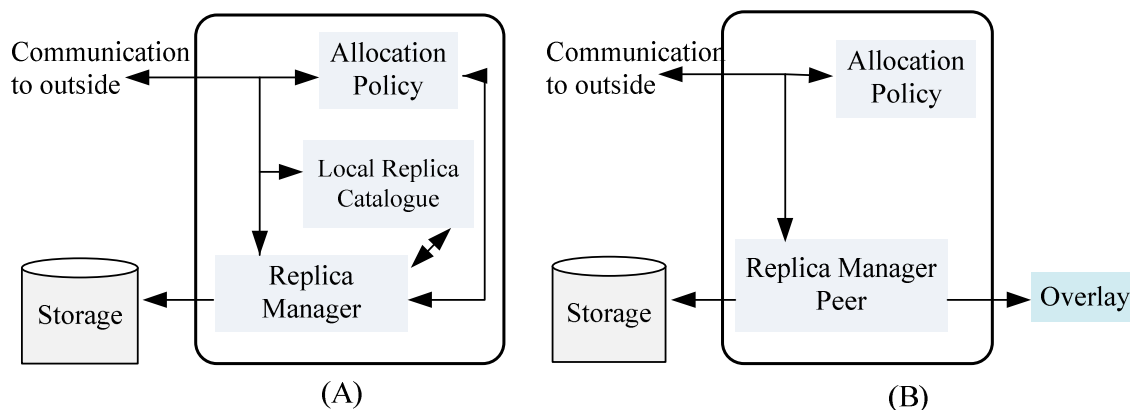 Communication
to outside
Allocation
Policy
Local Replica
Catalogue
Replica
Manager
Storage
(A)
Communication
to outside
Allocation
Policy
Replica Manager
Peer
Storage
Overlay
(B)